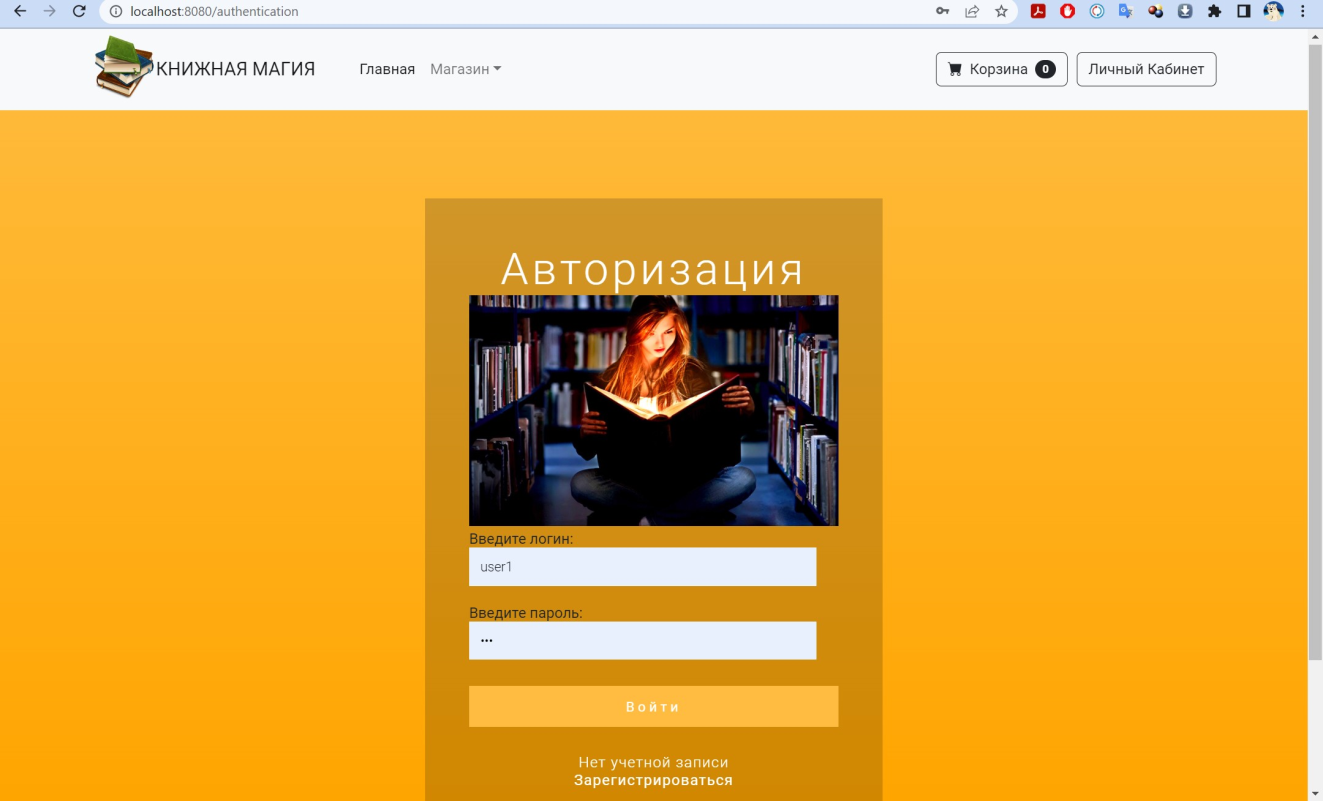 localhost:8080/authentication
КНИЖНАЯ МАГИЯ
Главная
Магазин
Корзина 0
Личный Кабинет
Авторизация
Введите логин:
user1
Введите пароль:
•••
Войти
Нет учетной записи
Зарегистрироваться